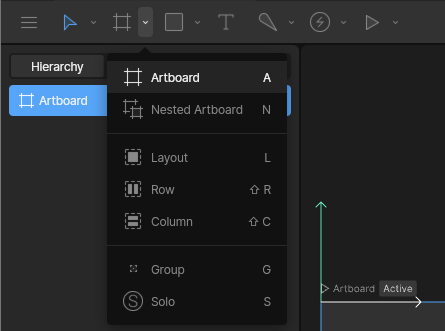 Hierarchy
Artboard
Artboard A
Nested Artboard N
Layout L
Row ⇧ R
Column ⇧ C
Group G
Solo S
Artboard Active